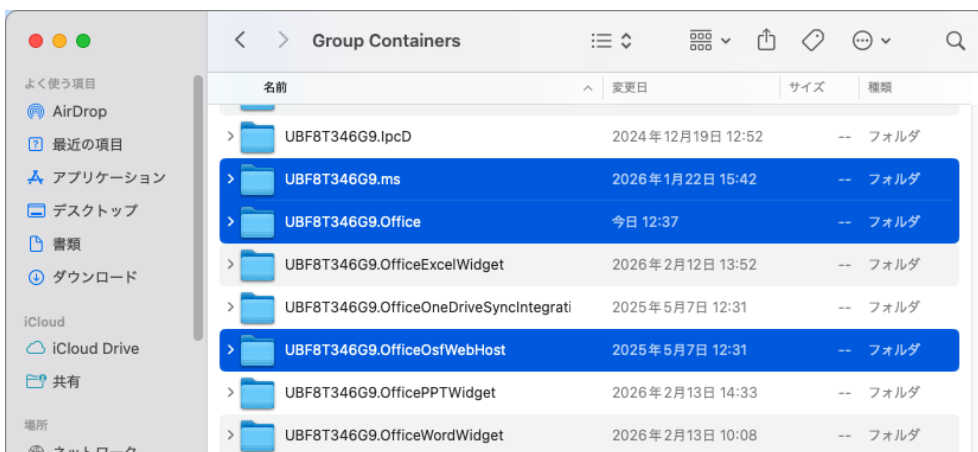 Group Containers
よく使う項目
AirDrop
最近の項目
アプリケーション
デスクトップ
書類
ダウンロード
iCloud
iCloud Drive
共有
場所
ネットワーク
名前 変更日 サイズ 種類
UBF8T346G9.IpcD 2024年12月19日 12:52 -- フォルダ
UBF8T346G9.ms 2026年1月22日 15:42 -- フォルダ
UBF8T346G9.Office 今日 12:37 -- フォルダ
UBF8T346G9.OfficeExcelWidget 2026年2月12日 13:52 -- フォルダ
UBF8T346G9.OfficeOneDriveSyncIntegrati 2025年5月7日 12:31 -- フォルダ
UBF8T346G9.OfficeOsfWebHost 2025年5月7日 12:31 -- フォルダ
UBF8T346G9.OfficePPTWidget 2026年2月13日 14:33 -- フォルダ
UBF8T346G9.OfficeWordWidget 2026年2月13日 10:08 -- フォルダ